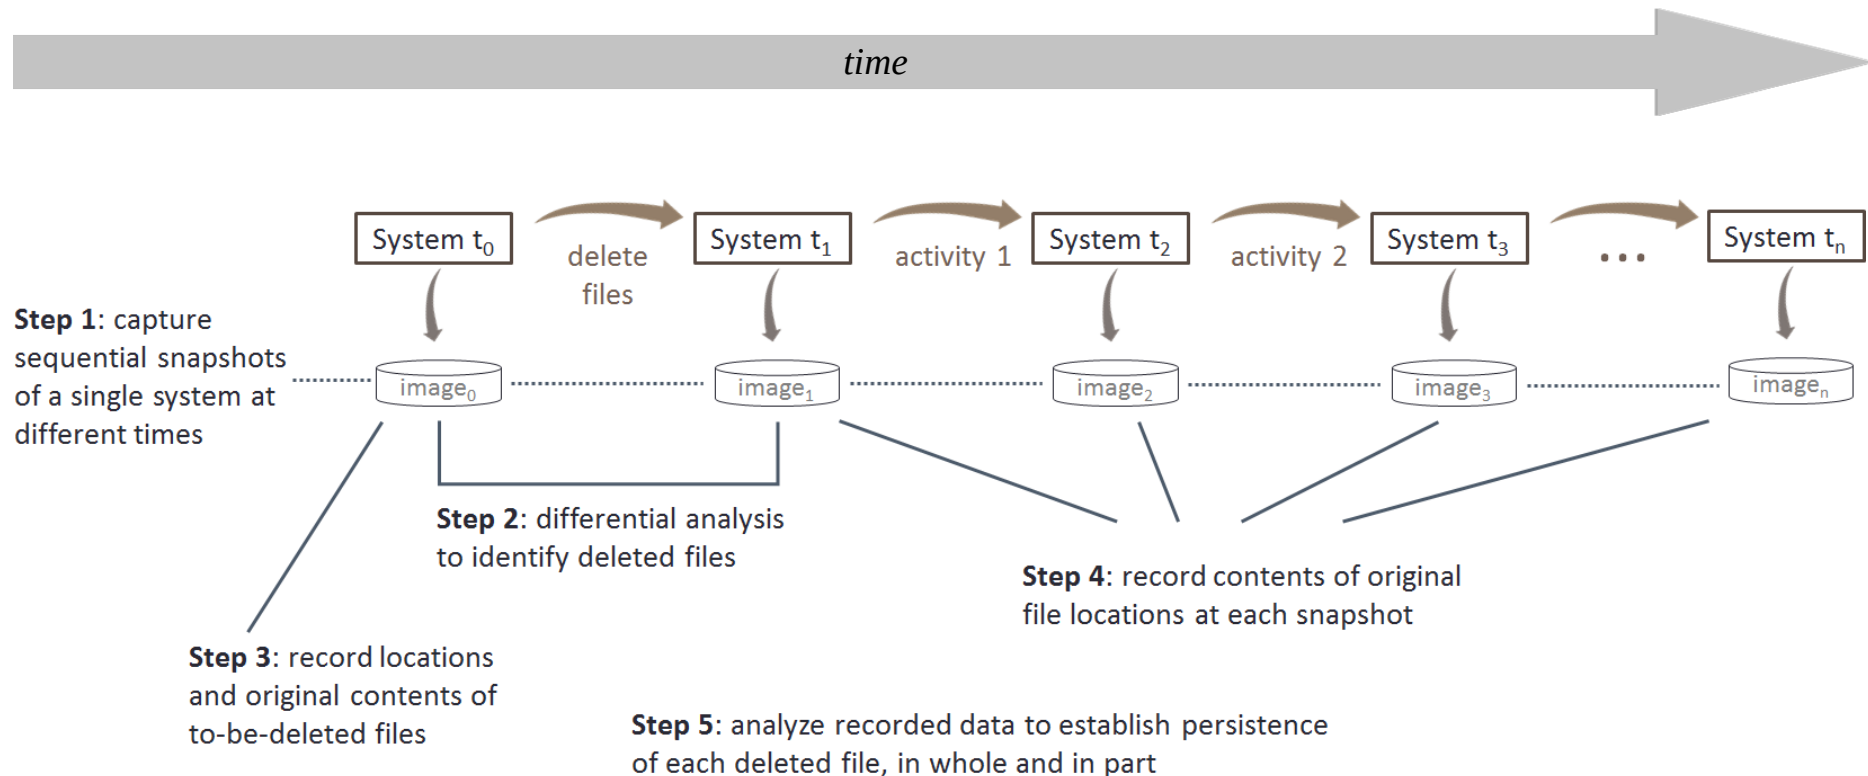 time
System t₀
System t₁
System t₂
System t₃
System tₙ
delete
files
activity 1
activity 2
...
Step 1: capture
sequential snapshots
of a single system at
different times
image₀
image₁
image₂
image₃
imageₙ
Step 2: differential analysis
to identify deleted files
Step 4: record contents of original
file locations at each snapshot
Step 3: record locations
and original contents of
to-be-deleted files
Step 5: analyze recorded data to establish persistence
of each deleted file, in whole and in part